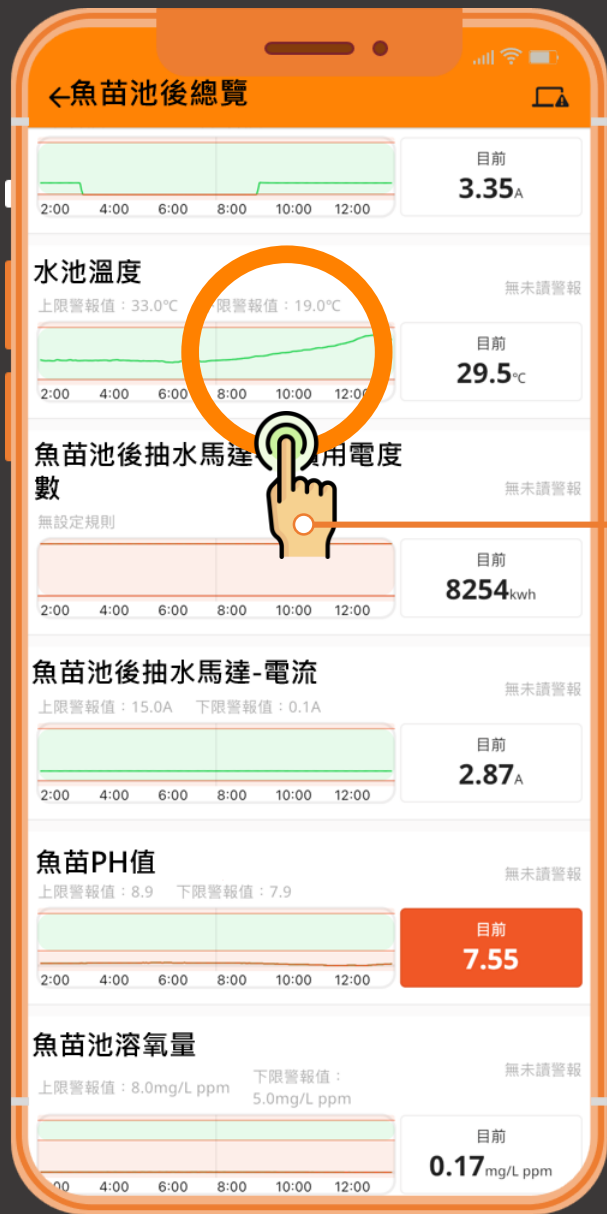 ←魚苗池後總覽
目前
3.35A
2:00 4:00 6:00 8:00 10:00 12:00
水池溫度
無未讀警報
上限警報值：33.0℃ 限警報值：19.0℃
目前
29.5℃
2:00 4:00 6:00 8:00 10:00 12:00
魚苗池後抽水馬達 用電度
數
無未讀警報
無設定規則
目前
8254kwh
2:00 4:00 6:00 8:00 10:00 12:00
魚苗池後抽水馬達-電流
無未讀警報
上限警報值：15.0A 下限警報值：0.1A
目前
2.87A
2:00 4:00 6:00 8:00 10:00 12:00
魚苗PH值
無未讀警報
上限警報值：8.9 下限警報值：7.9
目前
7.55
2:00 4:00 6:00 8:00 10:00 12:00
魚苗池溶氧量
無未讀警報
上限警報值：8.0mg/L ppm
下限警報值：
5.0mg/L ppm
目前
0.17mg/L ppm
:00 4:00 6:00 8:00 10:00 12:00